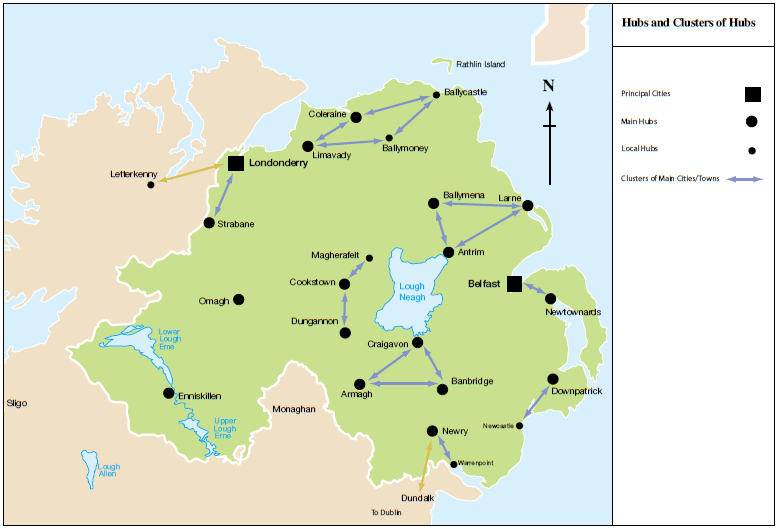 Hubs and Clusters of Hubs
Principal Cities
Main Hubs
Local Hubs
Clusters of Main Cities/Towns
N
Rathlin Island
Ballycastle
Coleraine
Ballymoney
Limavady
Londonderry
Letterkenny
Strabane
Ballymena
Larne
Antrim
Magherafelt
Cookstown
Lough
Neagh
Belfast
Omagh
Newtownards
Dungannon
Craigavon
Lower
Lough
Erne
Armagh
Banbridge
Downpatrick
Enniskillen
Sligo
Monaghan
Upper
Lough
Erne
Newcastle
Newry
Warrenpoint
Lough
Allen
Dundalk
To Dublin